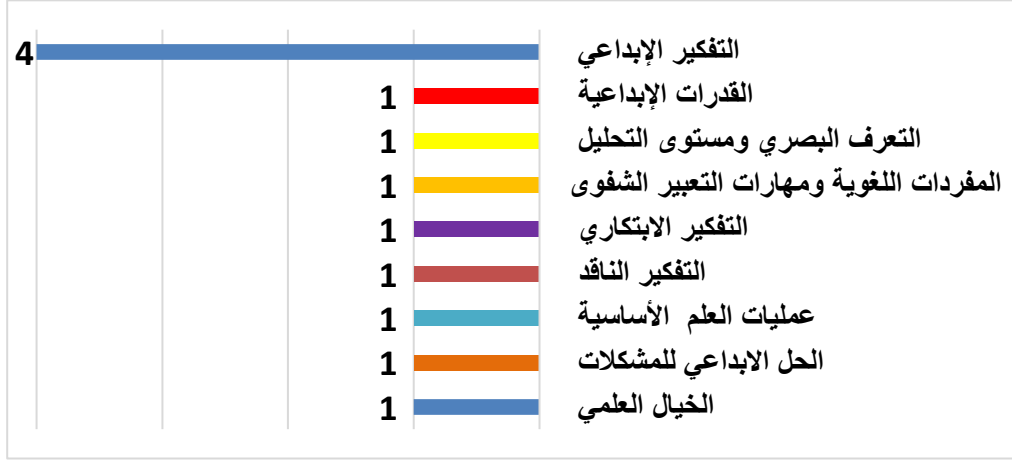 التفكير الإبداعي 4
القدرات الإبداعية 1
التعرف البصري ومستوى التحليل 1
المفردات اللغوية ومهارات التعبير الشفوى 1
التفكير الابتكاري 1
التفكير الناقد 1
عمليات العلم الأساسية 1
الحل الابداعي للمشكلات 1
الخيال العلمي 1